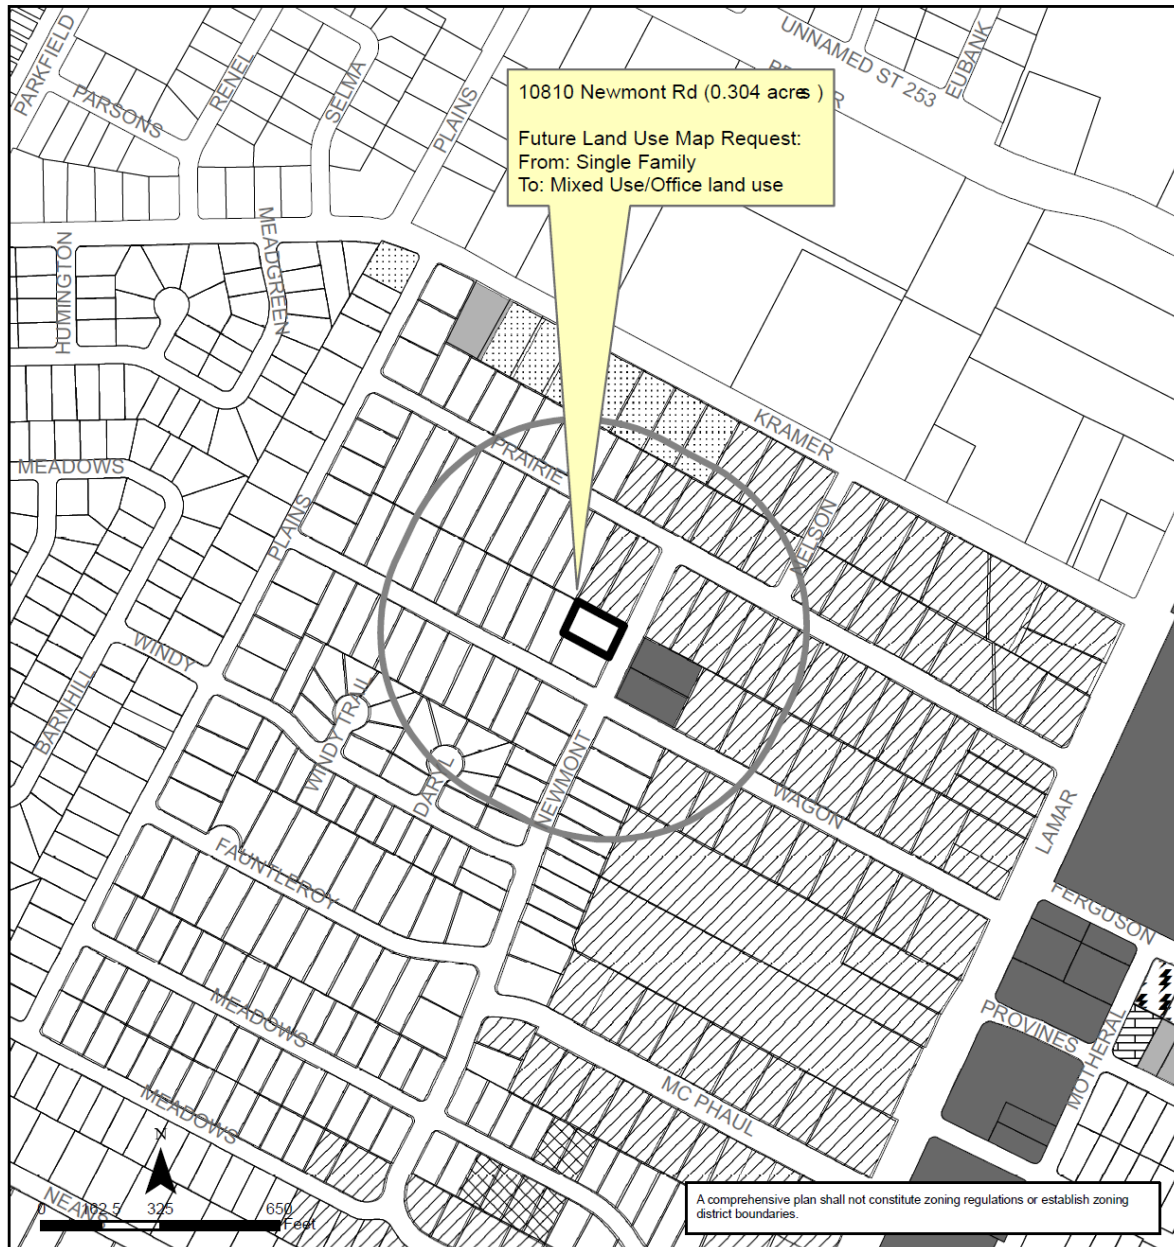 PARKFIELD
PARSONS
RENEL
SELMA
PLAINS
UNNAMED ST 253
EUBANK
10810 Newmont Rd (0.304 acres )
Future Land Use Map Request:
From: Single Family
To: Mixed Use/Office land use
HUMINGTON
MEADGREEN
KRAMER
PRAIRIE
MEADOWS
PLAINS
NELSON
WINDY
BARNHILL
WINDY TRAIL
DARYL
NEWMONT
WAGON
LAMAR
FAUNTLEROY
FERGUSON
MEADOWS
PROVINES
MOTHERAL
MC PHAUL
MEADOWS
N
0 162.5 325 650
Feet
A comprehensive plan shall not constitute zoning regulations or establish zoning
district boundaries.